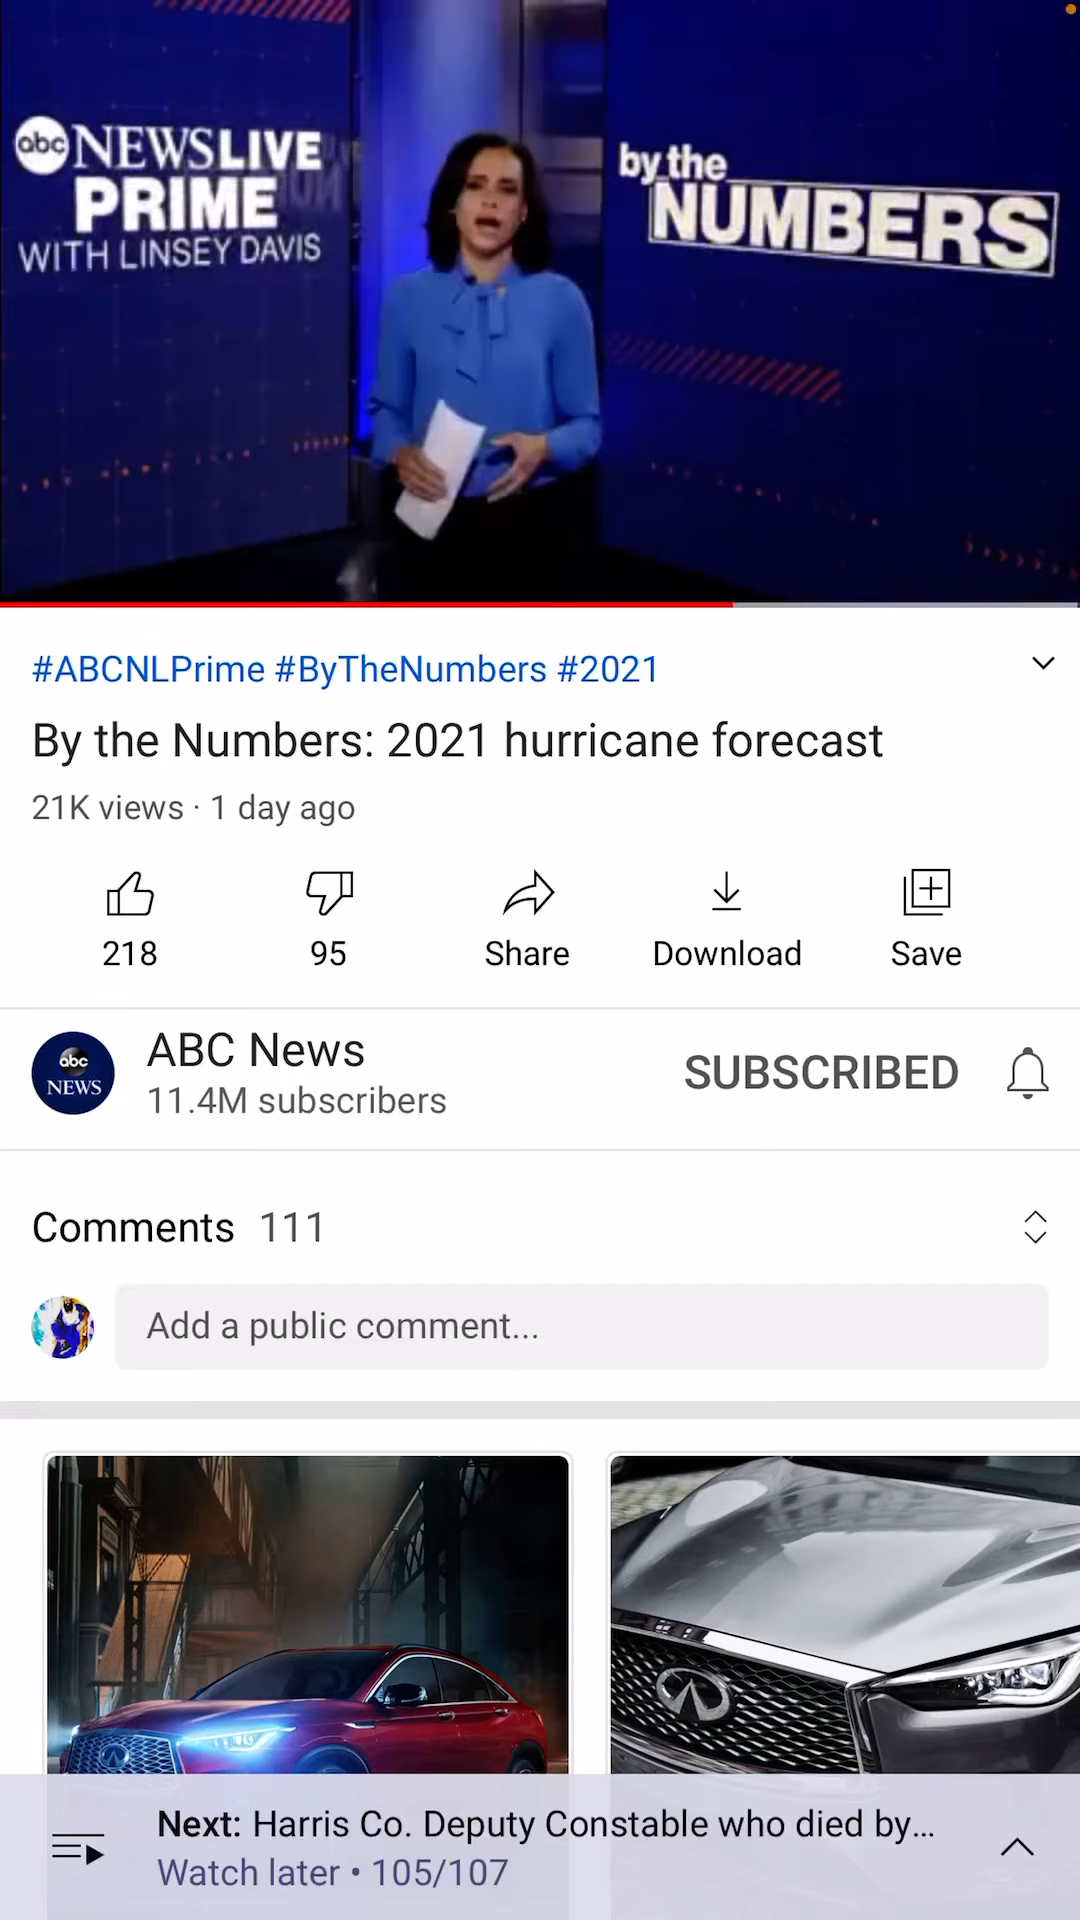 abc NEWS LIVE
PRIME
WITH LINSEY DAVIS
by the
NUMBERS
#ABCNLPrime #ByTheNumbers #2021
By the Numbers: 2021 hurricane forecast
21K views · 1 day ago
218
95
Share
Download
Save
abc
NEWS
ABC News
11.4M subscribers
SUBSCRIBED
Comments 111
Add a public comment...
Next: Harris Co. Deputy Constable who died by...
Watch later • 105/107